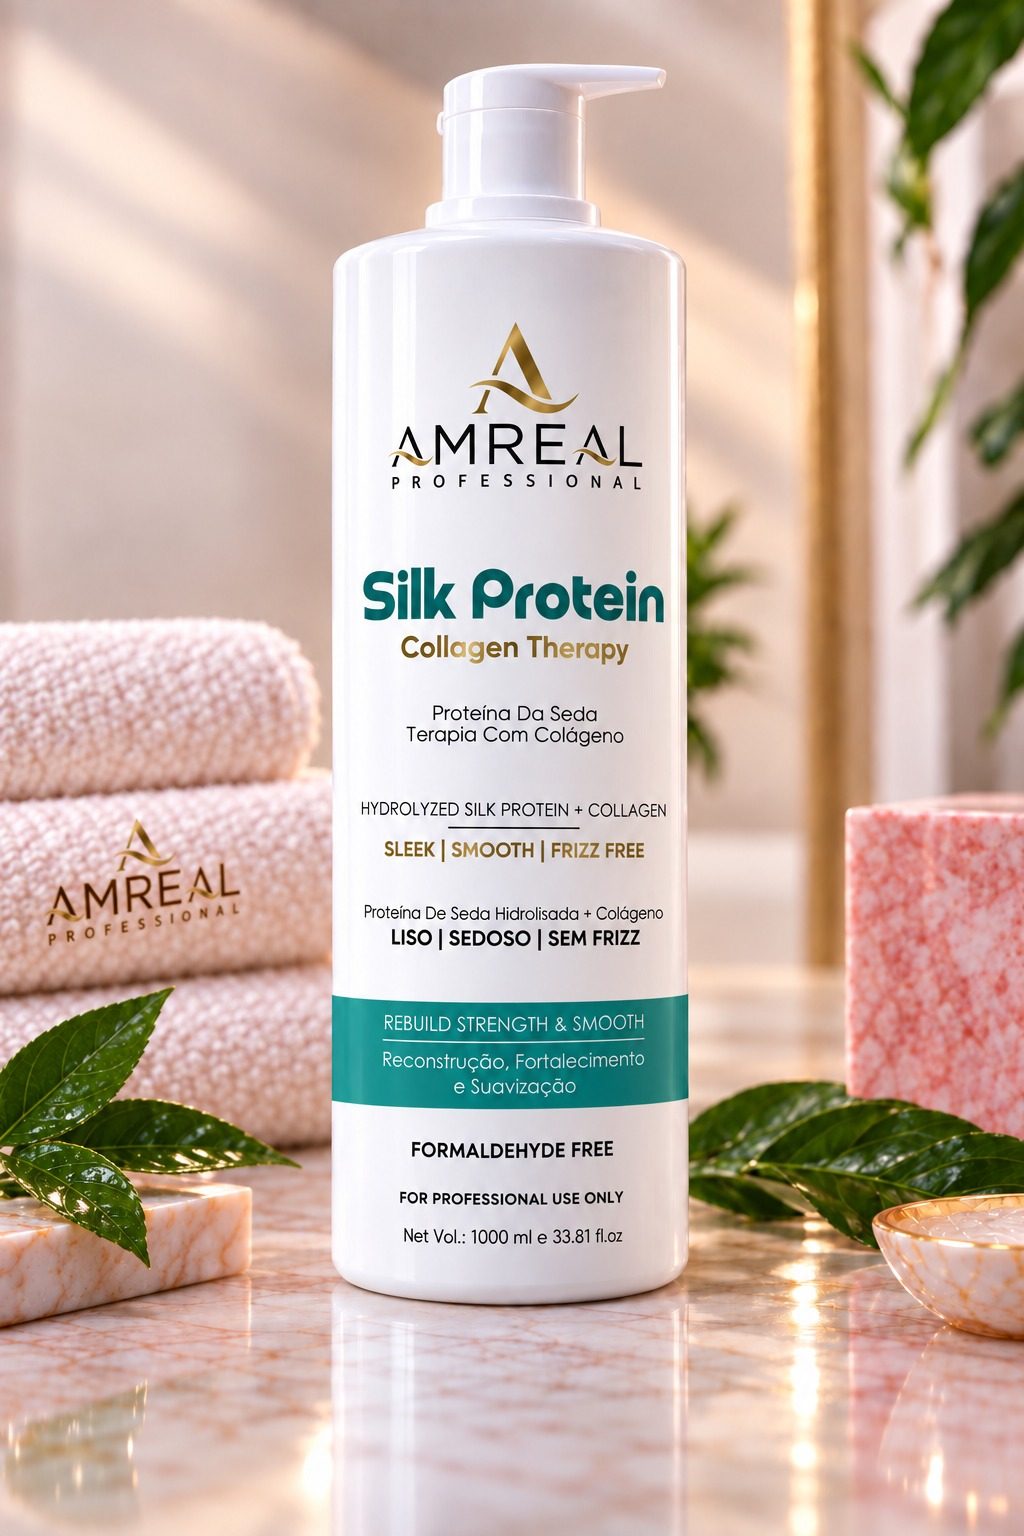 AMREAL
PROFESSIONAL
Silk Protein
Collagen Therapy
Proteína Da Seda
Terapia Com Colágeno
HYDROLYZED SILK PROTEIN + COLLAGEN
SLEEK | SMOOTH | FRIZZ FREE
Proteína De Seda Hidrolisada + Colágeno
LISO | SEDOSO | SEM FRIZZ
REBUILD STRENGTH & SMOOTH
Reconstrução, Fortalecimento
e Suavização
FORMALDEHYDE FREE
FOR PROFESSIONAL USE ONLY
Net Vol.: 1000 ml e 33.81 fl.oz
AMREAL
PROFESSIONAL